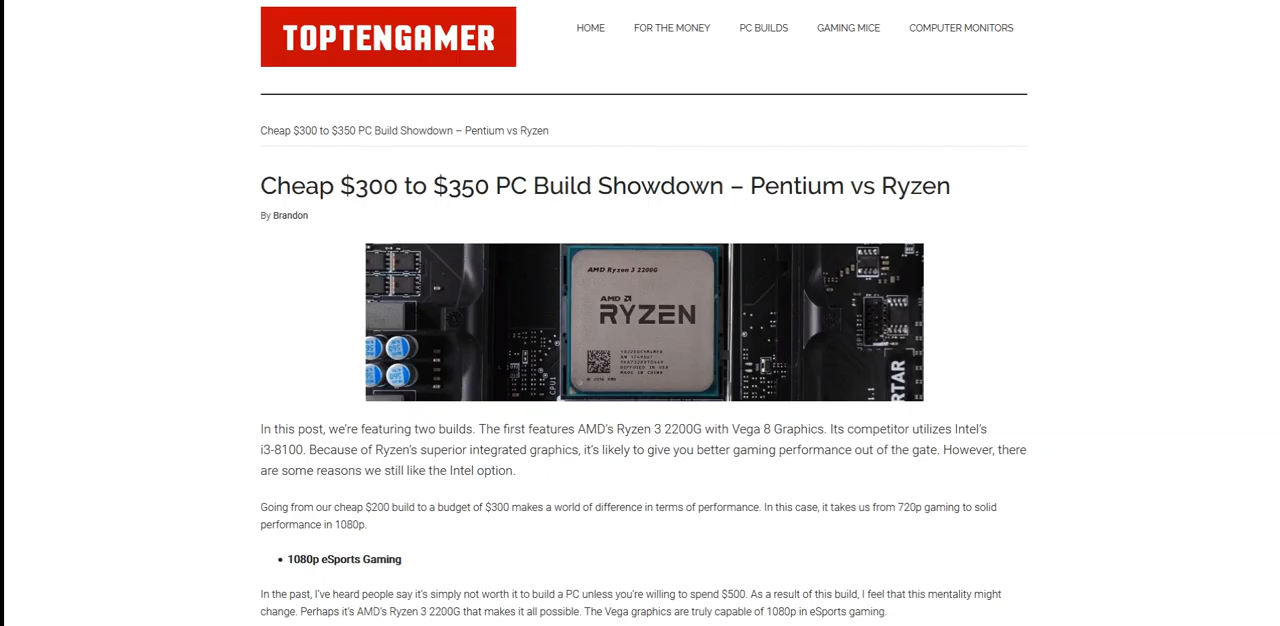 TOPTENGAMER
HOME FOR THE MONEY PC BUILDS GAMING MICE COMPUTER MONITORS
Cheap $300 to $350 PC Build Showdown – Pentium vs Ryzen
Cheap $300 to $350 PC Build Showdown – Pentium vs Ryzen
By Brandon
AMD Ryzen 3 2200G
AMD
RYZEN
DIFFUSED IN USA
MADE IN CHINA
CPU1
RTAR
In this post, we're featuring two builds. The first features AMD's Ryzen 3 2200G with Vega 8 Graphics. Its competitor utilizes Intel's
i3-8100. Because of Ryzen's superior integrated graphics, it's likely to give you better gaming performance out of the gate. However, there
are some reasons we still like the Intel option.
Going from our cheap $200 build to a budget of $300 makes a world of difference in terms of performance. In this case, it takes us from 720p gaming to solid
performance in 1080p.
• 1080p eSports Gaming
In the past, I've heard people say it's simply not worth it to build a PC unless you're willing to spend $500. As a result of this build, I feel that this mentality might
change. Perhaps it's AMD's Ryzen 3 2200G that makes it all possible. The Vega graphics are truly capable of 1080p in eSports gaming.